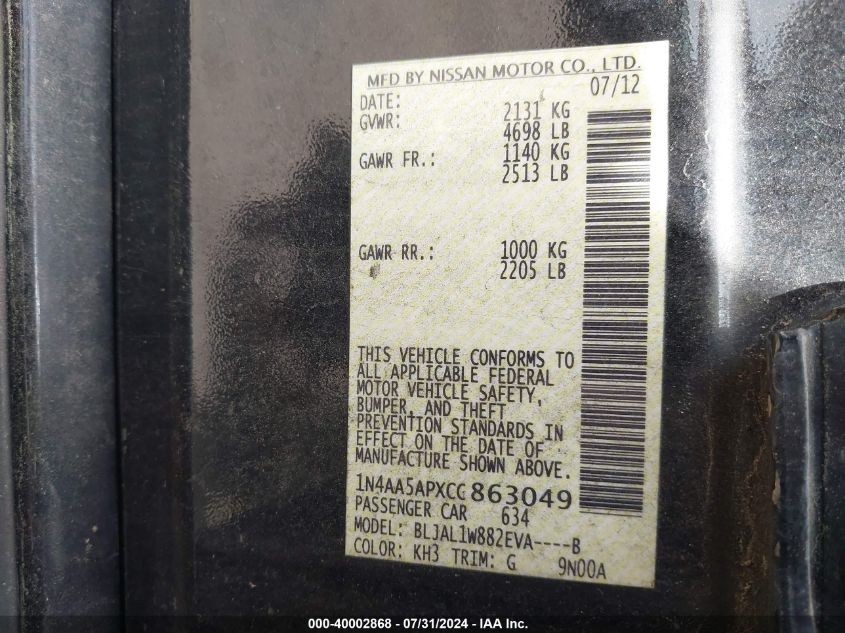 MFD BY NISSAN MOTOR CO., LTD.
DATE: 07/12
GVWR: 2131 KG
4698 LB
GAWR FR.: 1140 KG
2513 LB
GAWR RR.: 1000 KG
2205 LB
THIS VEHICLE CONFORMS TO
ALL APPLICABLE FEDERAL
MOTOR VEHICLE SAFETY,
BUMPER, AND THEFT
PREVENTION STANDARDS IN
EFFECT ON THE DATE OF
MANUFACTURE SHOWN ABOVE.
1N4AA5APXCC863049
PASSENGER CAR 634
MODEL: BLJAL1W882EVA----B
COLOR: KH3 TRIM: G 9N00A
000-40002868 - 07/31/2024 - IAA Inc.